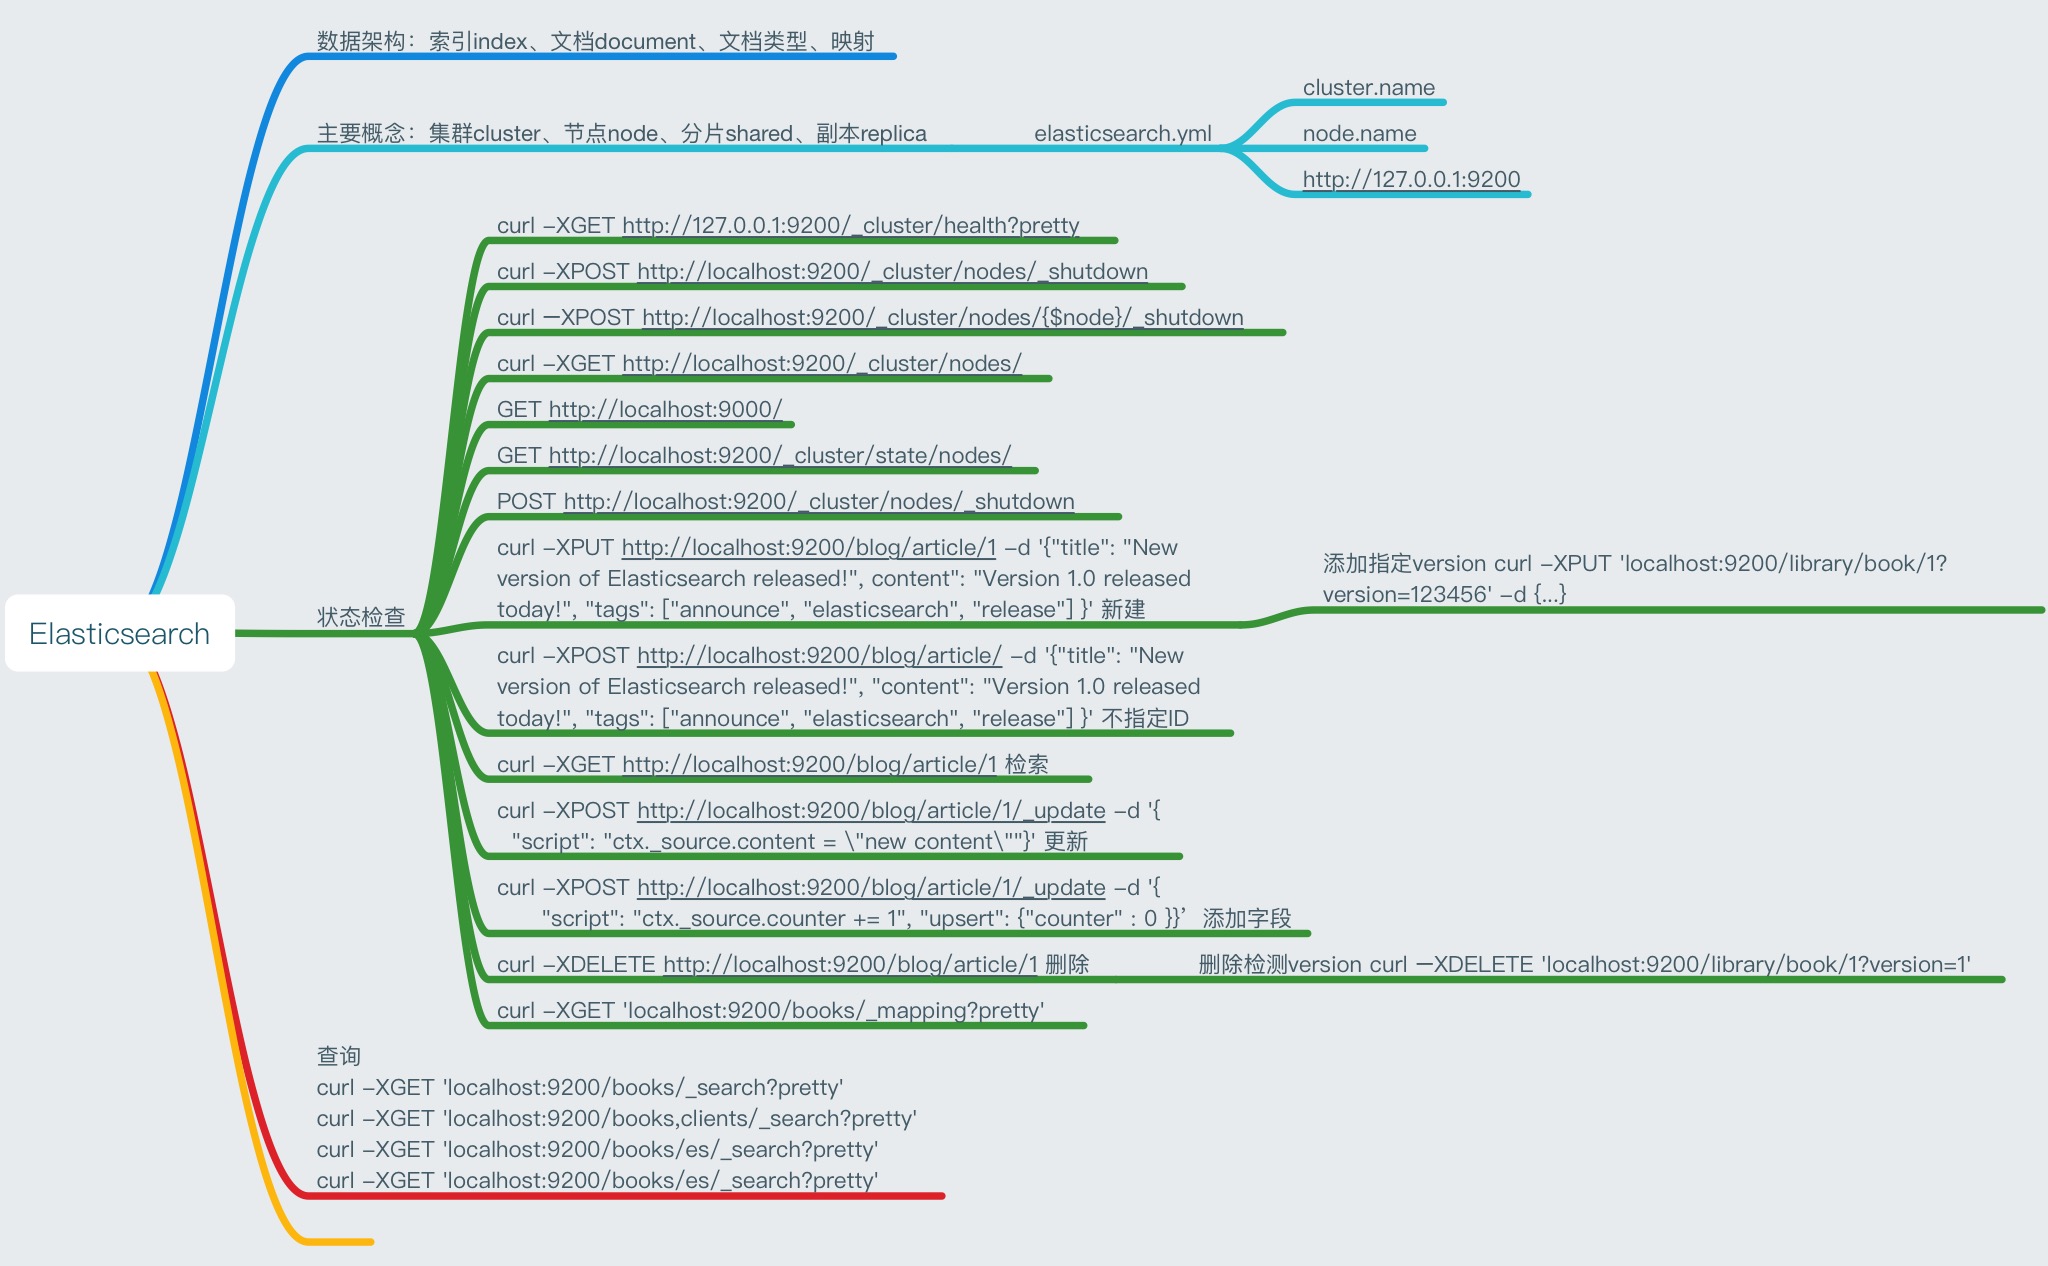 数据架构：索引index、文档document、文档类型、映射
cluster.name
主要概念：集群cluster、节点node、分片shared、副本replica
elasticsearch.yml
node.name
http://127.0.0.1:9200
curl -XGET http://127.0.0.1:9200/_cluster/health?pretty
curl -XPOST http://localhost:9200/_cluster/nodes/_shutdown
curl —XPOST http://localhost:9200/_cluster/nodes/{$node}/_shutdown
curl -XGET http://localhost:9200/_cluster/nodes/
GET http://localhost:9000/
GET http://localhost:9200/_cluster/state/nodes/
POST http://localhost:9200/_cluster/nodes/_shutdown
curl -XPUT http://localhost:9200/blog/article/1 -d '{"title": "New
version of Elasticsearch released!", content": "Version 1.0 released
today!", "tags": ["announce", "elasticsearch", "release"] }' 新建
添加指定version curl -XPUT 'localhost:9200/library/book/1?
version=123456' -d {...}
状态检查
Elasticsearch
curl -XPOST http://localhost:9200/blog/article/ -d '{"title": "New
version of Elasticsearch released!", "content": "Version 1.0 released
today!", "tags": ["announce", "elasticsearch", "release"] }' 不指定ID
curl -XGET http://localhost:9200/blog/article/1 检索
curl -XPOST http://localhost:9200/blog/article/1/_update -d '{
"script": "ctx._source.content = \"new content\""}' 更新
curl -XPOST http://localhost:9200/blog/article/1/_update -d '{
"script": "ctx._source.counter += 1", "upsert": {"counter" : 0 }}’ 添加字段
curl -XDELETE http://localhost:9200/blog/article/1 删除
删除检测version curl —XDELETE 'localhost:9200/library/book/1?version=1'
curl -XGET 'localhost:9200/books/_mapping?pretty'
查询
curl -XGET 'localhost:9200/books/_search?pretty'
curl -XGET 'localhost:9200/books,clients/_search?pretty'
curl -XGET 'localhost:9200/books/es/_search?pretty'
curl -XGET 'localhost:9200/books/es/_search?pretty'